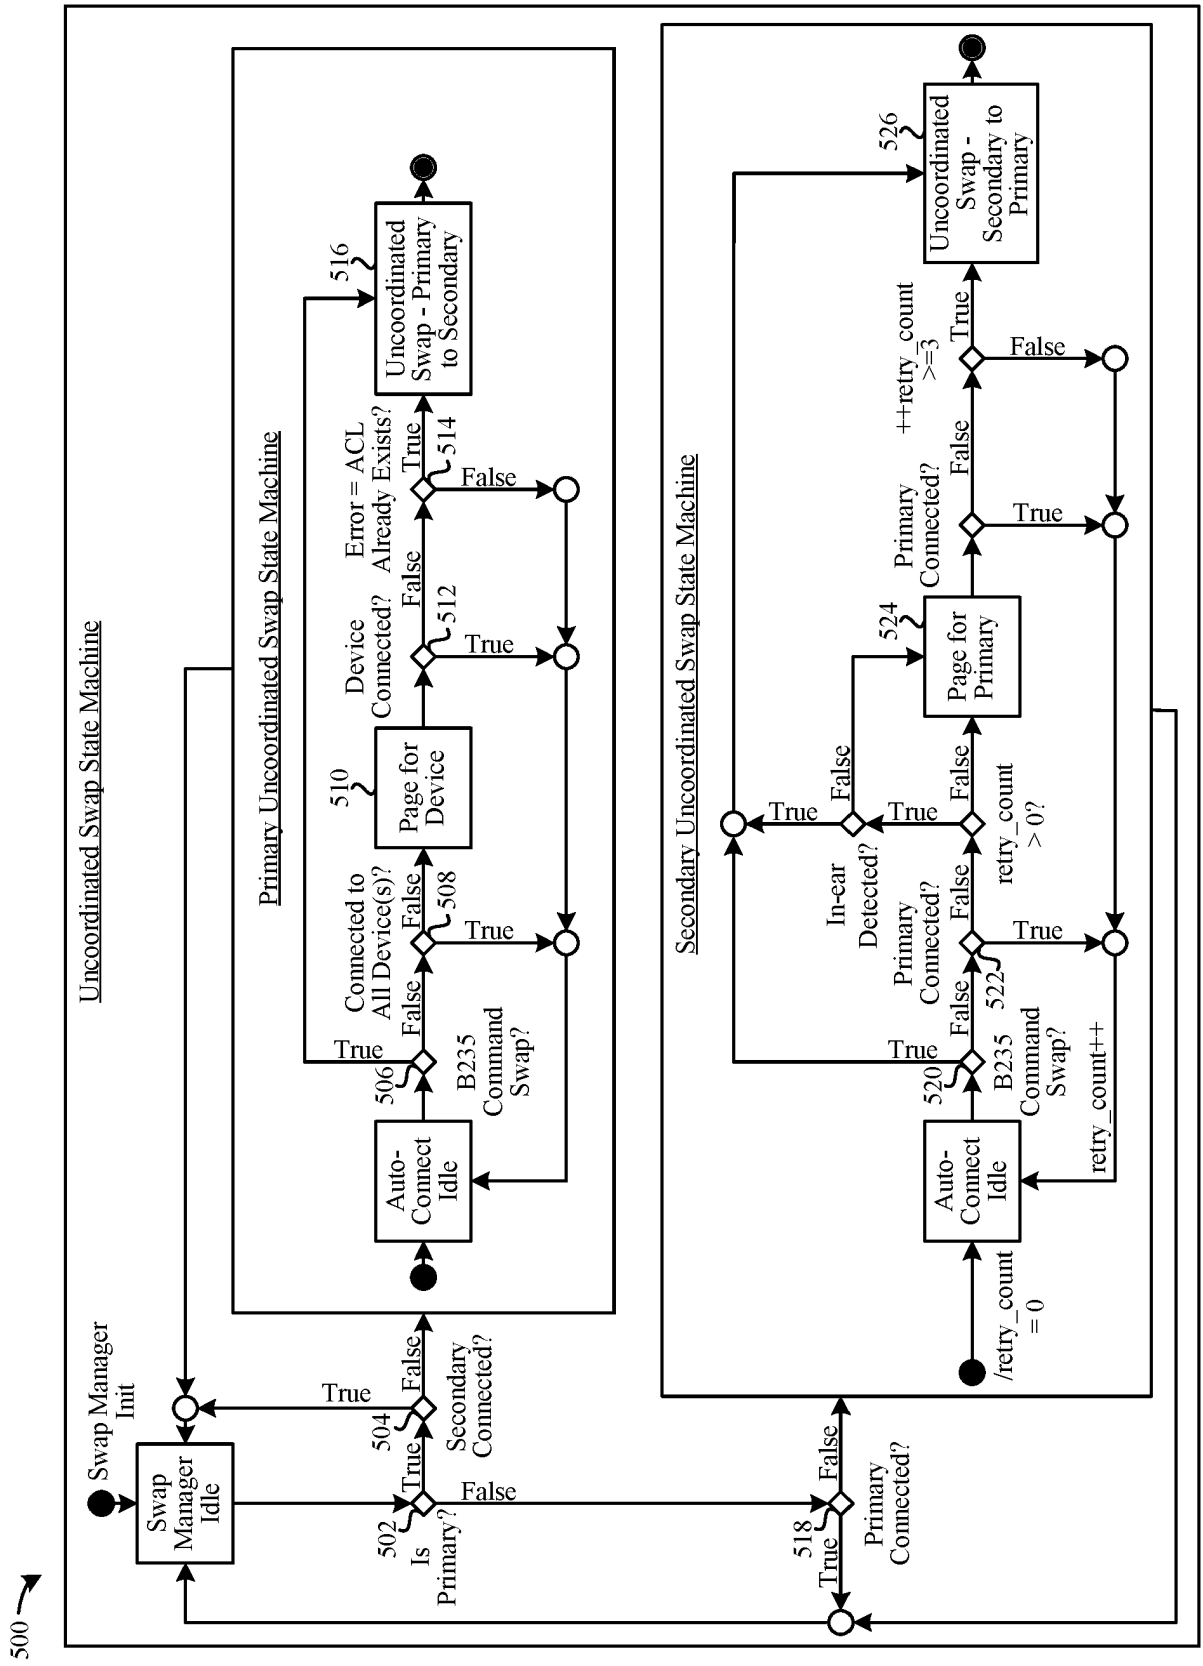 500
Uncoordinated Swap State Machine
Swap Manager
Init
Swap
Manager
Idle
502
Is
Primary?
True
False
504
Secondary
Connected?
True
False
Primary Uncoordinated Swap State Machine
Auto-
Connect
Idle
506
B235
Command
Swap?
True
False
Connected to
All Device(s)?
508
True
False
510
Page for
Device
Device
Connected?
512
True
False
Error = ACL
Already Exists?
514
True
False
516
Uncoordinated
Swap - Primary
to Secondary
518
Primary
Connected?
True
False
Secondary Uncoordinated Swap State Machine
/retry_count
= 0
Auto-
Connect
Idle
retry_count++
520
B235
Command
Swap?
True
False
Primary
Connected?
522
True
False
retry_count
> 0?
True
False
In-ear
Detected?
True
False
524
Page for
Primary
Primary
Connected?
True
False
++retry_count
>=3
True
False
526
Uncoordinated
Swap -
Secondary to
Primary